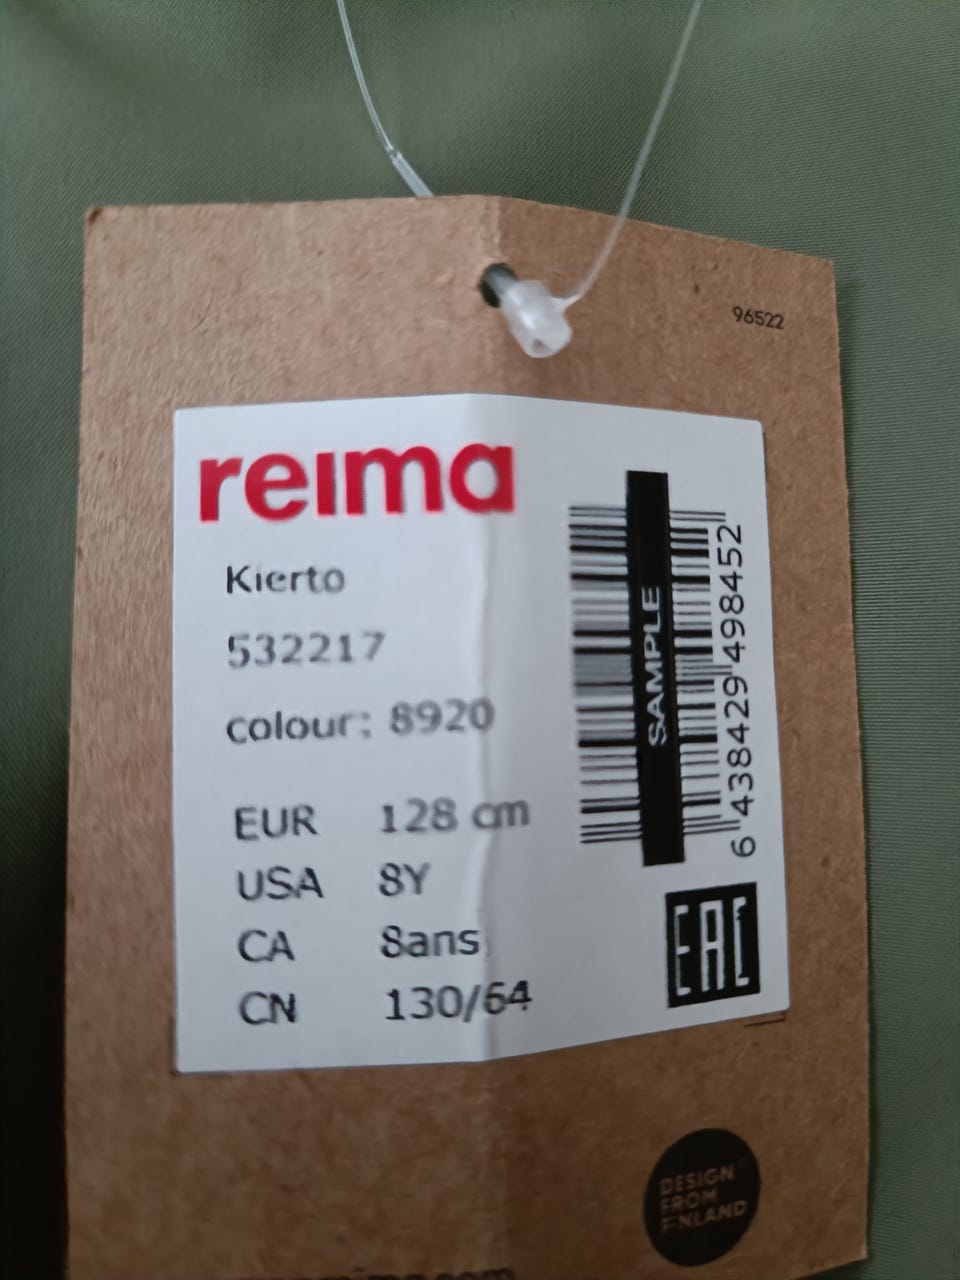 96522
reima
Kierto
532217
colour: 8920
EUR 128 cm
USA 8Y
CA 8ans
CN 130/64
SAMPLE
6 438429 498452
EAC
DESIGN
FROM
FINLAND